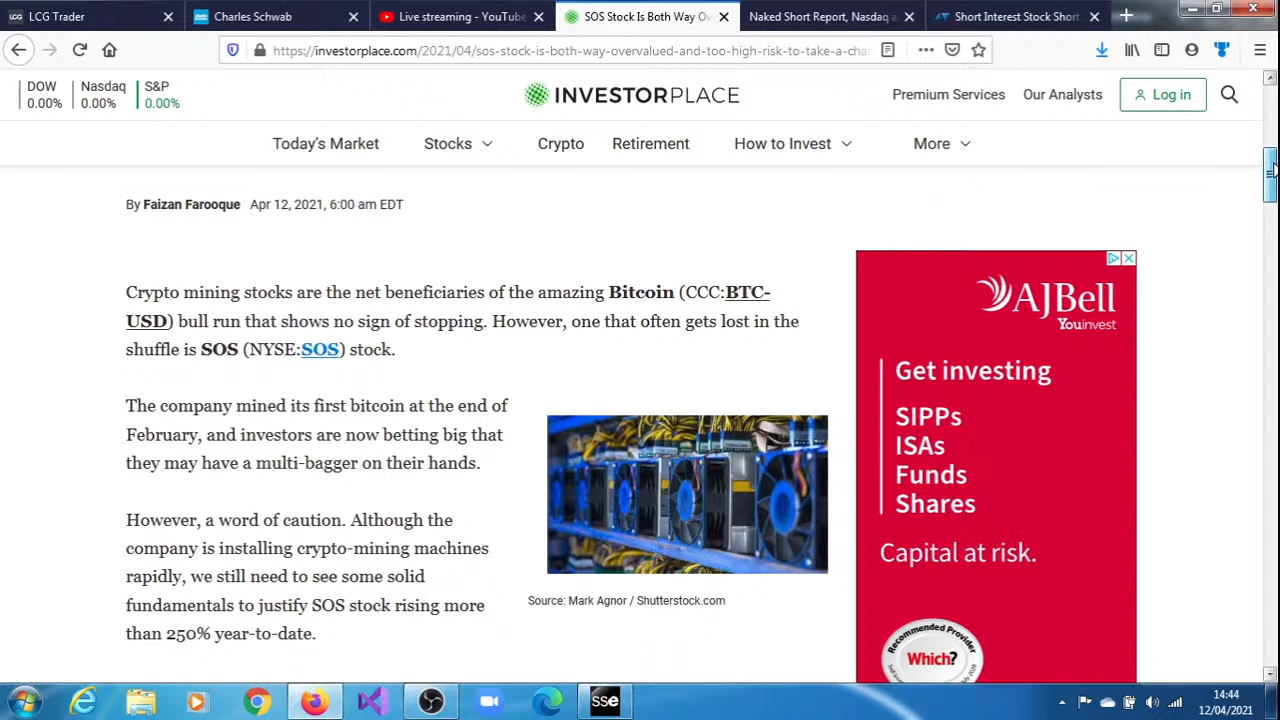 LCG Trader
Charles Schwab
Live streaming - YouTube
SOS Stock Is Both Way Ov
Naked Short Report, Nasdaq a
Short Interest Stock Short
https://investorplace.com/2021/04/sos-stock-is-both-way-overvalued-and-too-high-risk-to-take-a-cha
DOW
0.00%
Nasdaq
0.00%
S&P
0.00%
INVESTORPLACE
Premium Services
Our Analysts
Log in
Today's Market
Stocks
Crypto
Retirement
How to Invest
More
By Faizan Farooque Apr 12, 2021, 6:00 am EDT
Crypto mining stocks are the net beneficiaries of the amazing Bitcoin (CCC:BTC-
USD) bull run that shows no sign of stopping. However, one that often gets lost in the
shuffle is SOS (NYSE:SOS) stock.
The company mined its first bitcoin at the end of
February, and investors are now betting big that
they may have a multi-bagger on their hands.
However, a word of caution. Although the
company is installing crypto-mining machines
rapidly, we still need to see some solid
fundamentals to justify SOS stock rising more
than 250% year-to-date.
Source: Mark Agnor / Shutterstock.com
AJBell
Youinvest
Get investing
SIPPs
ISAs
Funds
Shares
Capital at risk.
Recommended Provider
Which?
sse
14:44
12/04/2021